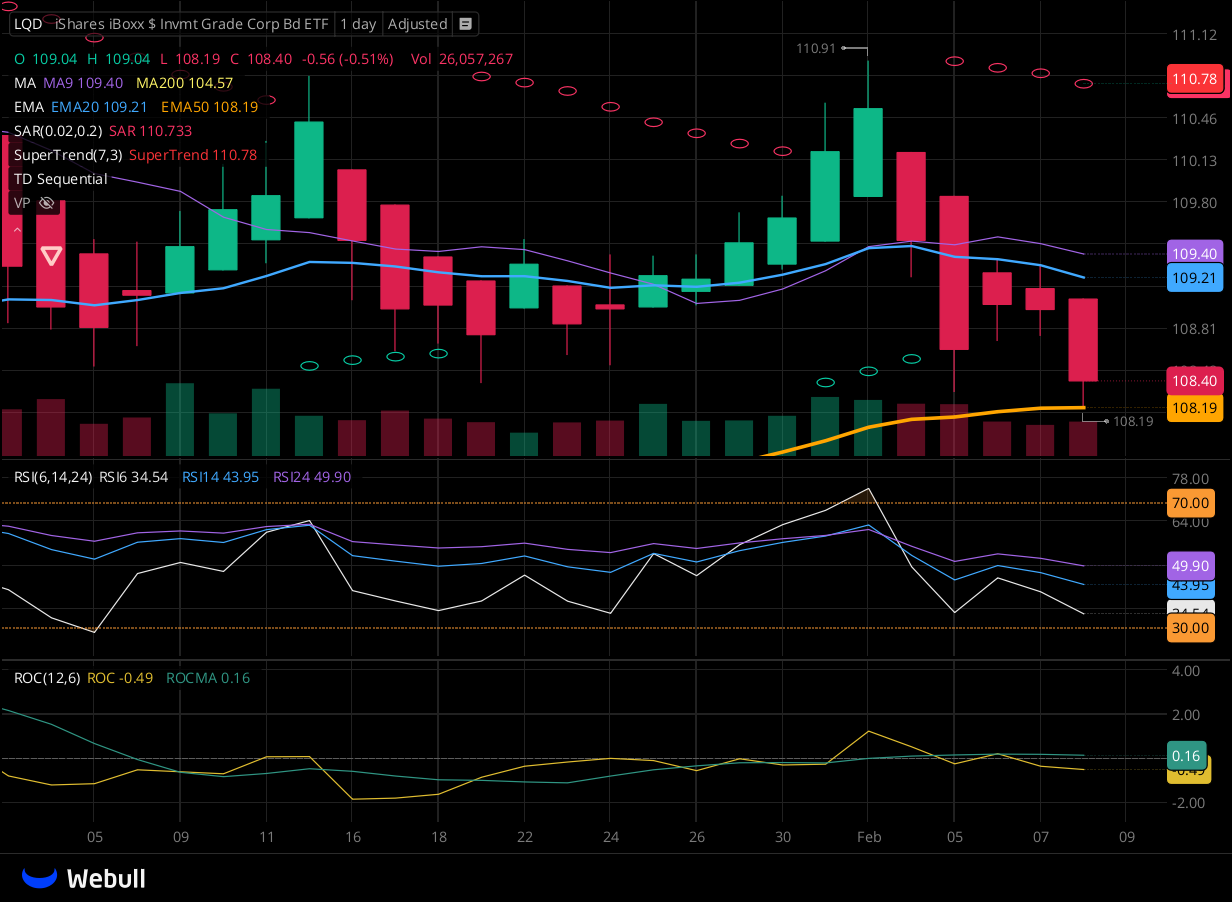 LQD iShares iBoxx $ Invmt Grade Corp Bd ETF 1 day Adjusted
O 109.04 H 109.04 L 108.19 C 108.40 -0.56 (-0.51%) Vol 26,057,267
MA MA9 109.40 MA200 104.57
EMA EMA20 109.21 EMA50 108.19
SAR(0.02,0.2) SAR 110.733
SuperTrend(7,3) SuperTrend 110.78
TD Sequential
VP
110.91
111.12
110.78
110.46
110.13
109.80
109.40
109.21
108.81
108.40
108.19
108.19
RSI(6,14,24) RSI6 34.54 RSI14 43.95 RSI24 49.90
78.00
70.00
64.00
49.90
43.95
34.54
30.00
ROC(12,6) ROC -0.49 ROCMA 0.16
4.00
2.00
0.16
-0.49
-2.00
05 09 11 16 18 22 24 26 30 Feb 05 07 09
Webull